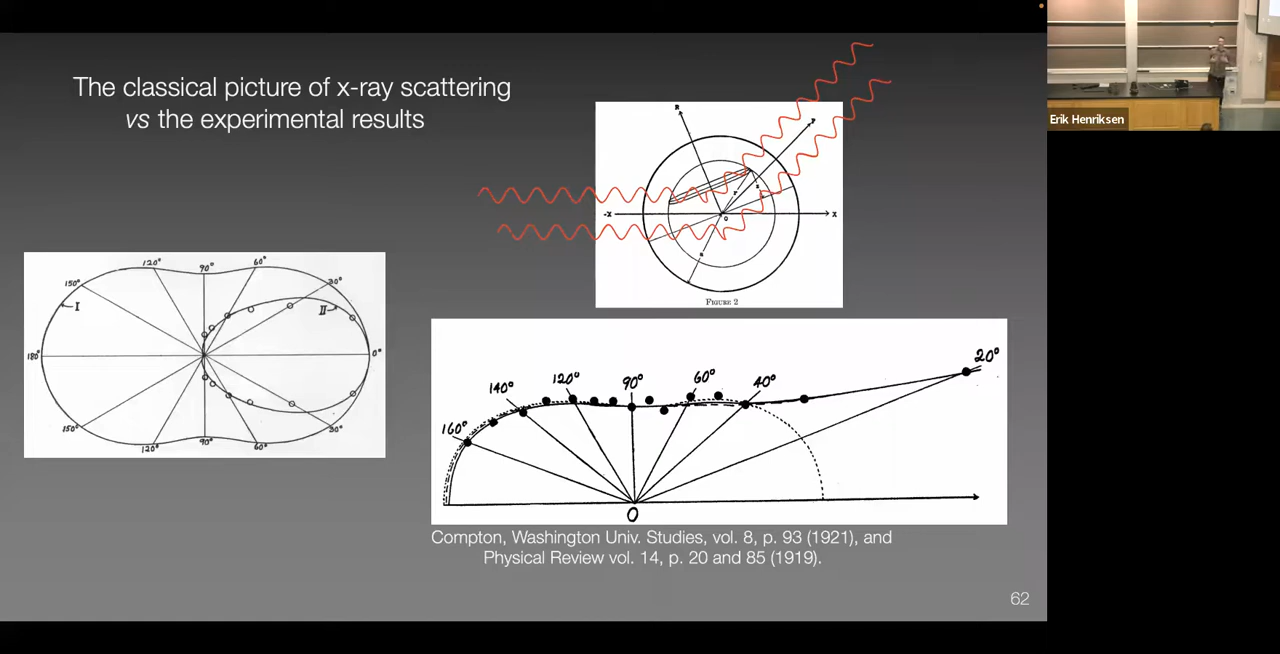 The classical picture of x-ray scattering
vs the experimental results
Erik Henriksen
R
P
-X
X
r
z
o
a
FIGURE 2
120°
90°
60°
150°
30°
I
II
180°
0°
150°
30°
120°
90°
60°
160°
140°
120°
90°
60°
40°
20°
O
Compton, Washington Univ. Studies, vol. 8, p. 93 (1921), and
Physical Review vol. 14, p. 20 and 85 (1919).
62